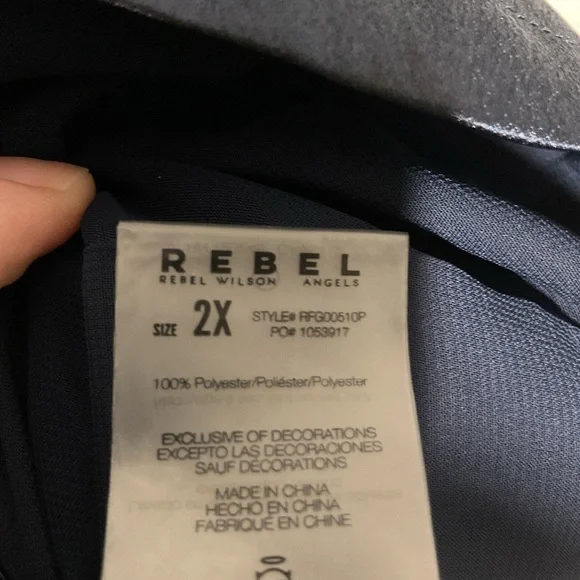 REBEL
REBEL WILSON X ANGELS
SIZE 2X STYLE# RFG00510P
PO# 1053917
100% Polyester/Poliéster/Polyester
EXCLUSIVE OF DECORATIONS
EXCEPTO LAS DECORACIONES
SAUF DÉCORATIONS
MADE IN CHINA
HECHO EN CHINA
FABRIQUÉ EN CHINE